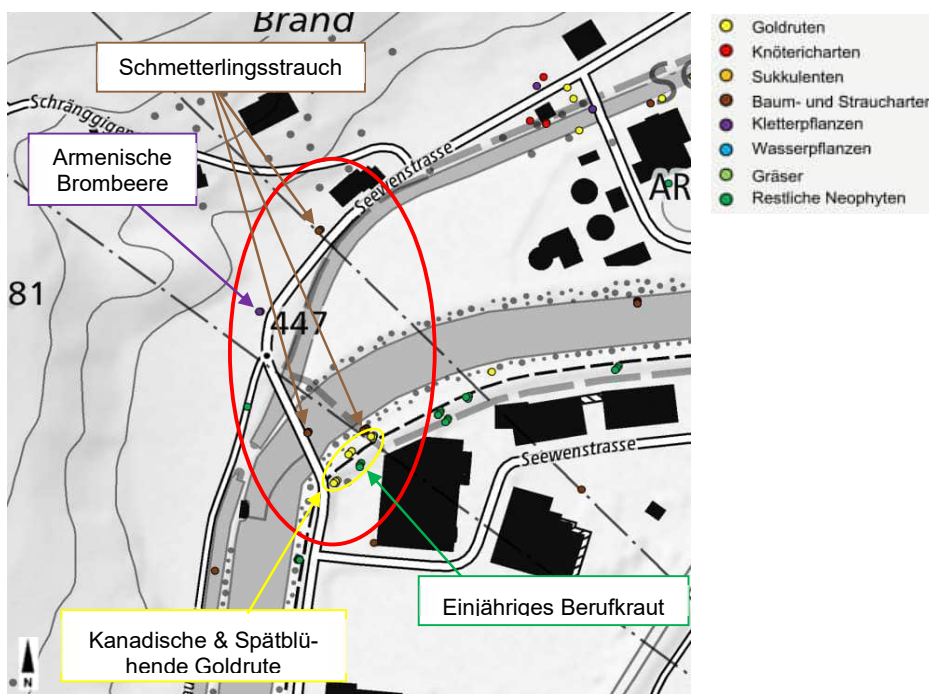 Brand
Schmetterlingsstrauch
Schränggigen
Armenische
Brombeere
Seewenstrasse
AR
81
447
Seewenstrasse
Einjähriges Berufkraut
Kanadische & Spätblü-
hende Goldrute
N
Goldruten
Knötericharten
Sukkulenten
Baum- und Straucharten
Kletterpflanzen
Wasserpflanzen
Gräser
Restliche Neophyten